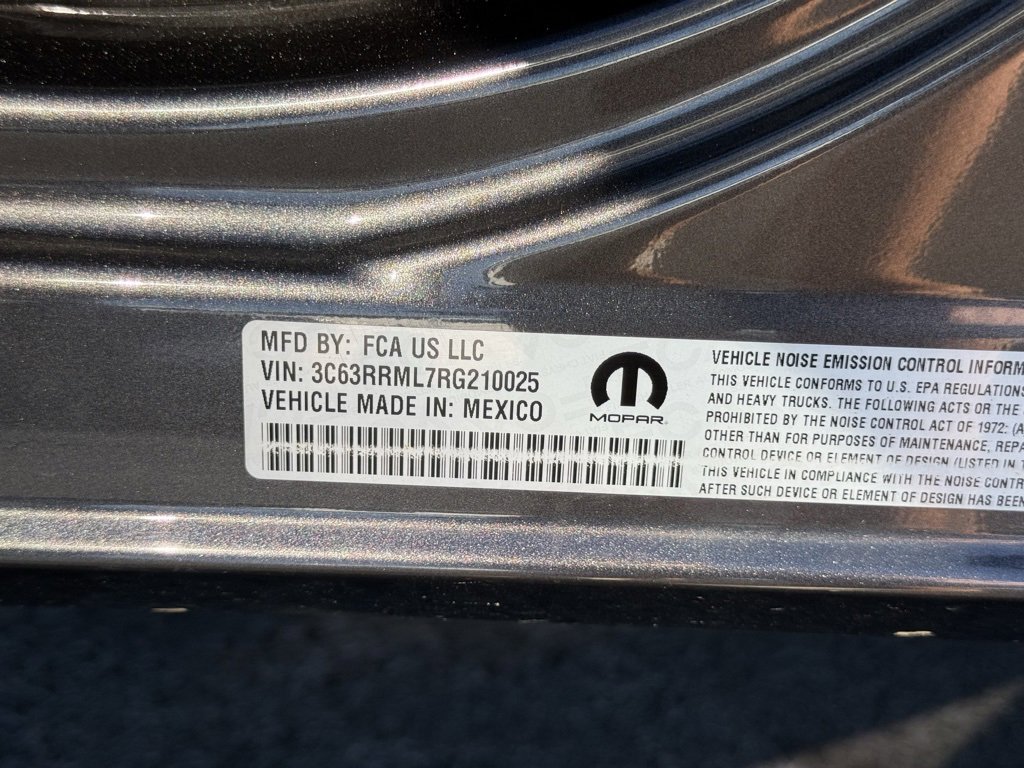 MFD BY: FCA US LLC
VIN: 3C63RRML7RG210025
VEHICLE MADE IN: MEXICO
MOPAR
VEHICLE NOISE EMISSION CONTROL INFORM
THIS VEHICLE CONFORMS TO U.S. EPA REGULATIONS
AND HEAVY TRUCKS. THE FOLLOWING ACTS OR THE
PROHIBITED BY THE NOISE CONTROL ACT OF 1972: (A
OTHER THAN FOR PURPOSES OF MAINTENANCE, REPA
CONTROL DEVICE OR ELEMENT OF DESIGN (LISTED IN T
THIS VEHICLE IN COMPLIANCE WITH THE NOISE CONTR
AFTER SUCH DEVICE OR ELEMENT OF DESIGN HAS BEEN